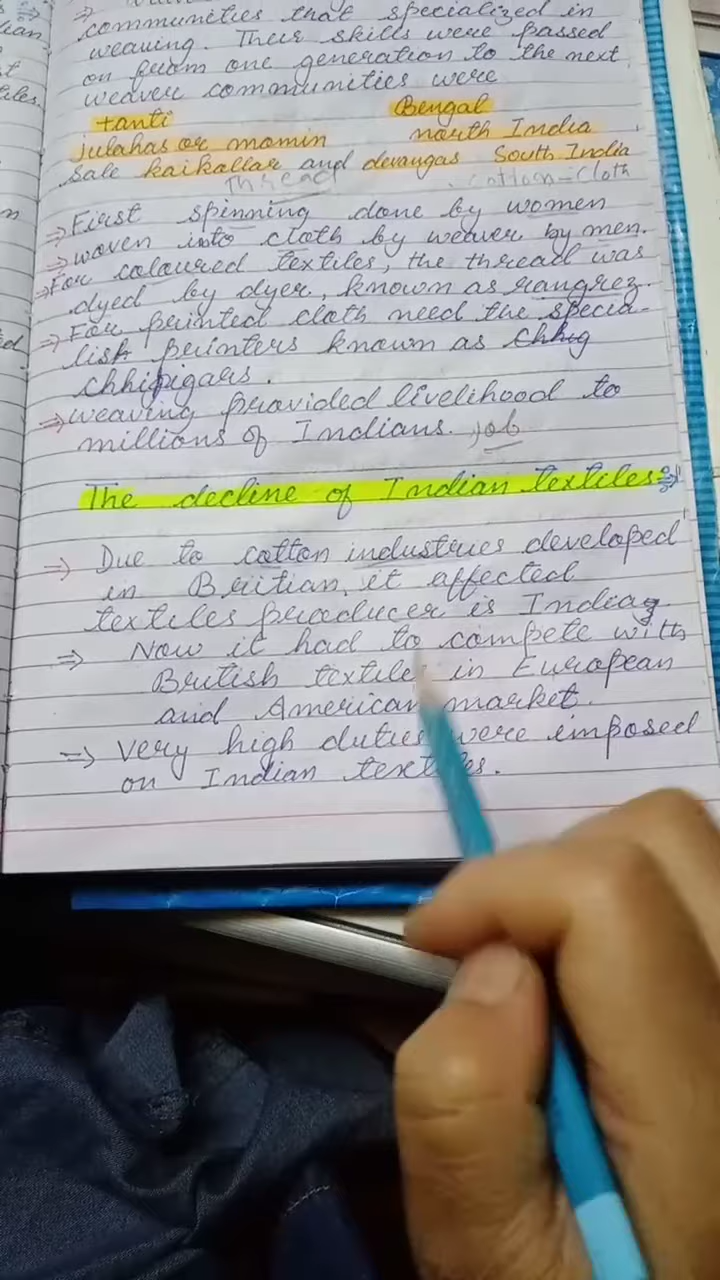 communities that specialized in
weaving. Their skills were passed
on from one generation to the next
weaver communities were
tanti Bengal
julahas or momin north India
Sale kaikallar and devangas South India
Thread cotton - cloth
⇒ First spinning done by women
⇒ woven into cloth by weaver by men.
⇒ For coloured textiles, the thread was
dyed by dyer, known as rangrez.
⇒ For printed cloth need the specia-
list printers known as
chhipigars.
⇒ weaving provided livelihood to
millions of Indians. job
The decline of Indian textiles ⇒
⇒ Due to cotton industries developed
in Britian, it affected
textiles producer is India
⇒ Now it had to compete with
British textiles in European
and American market.
⇒ Very high duties were imposed
on Indian textiles.